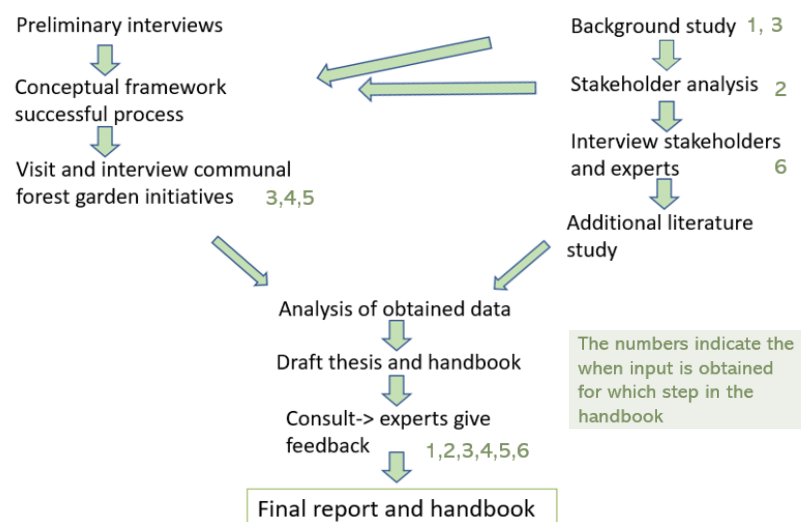 Preliminary interviews
Conceptual framework
successful process
Visit and interview communal
forest garden initiatives 3,4,5
Background study 1, 3
Stakeholder analysis 2
Interview stakeholders
and experts 6
Additional literature
study
Analysis of obtained data
Draft thesis and handbook
Consult-> experts give
feedback 1,2,3,4,5,6
Final report and handbook
The numbers indicate the
when input is obtained
for which step in the
handbook